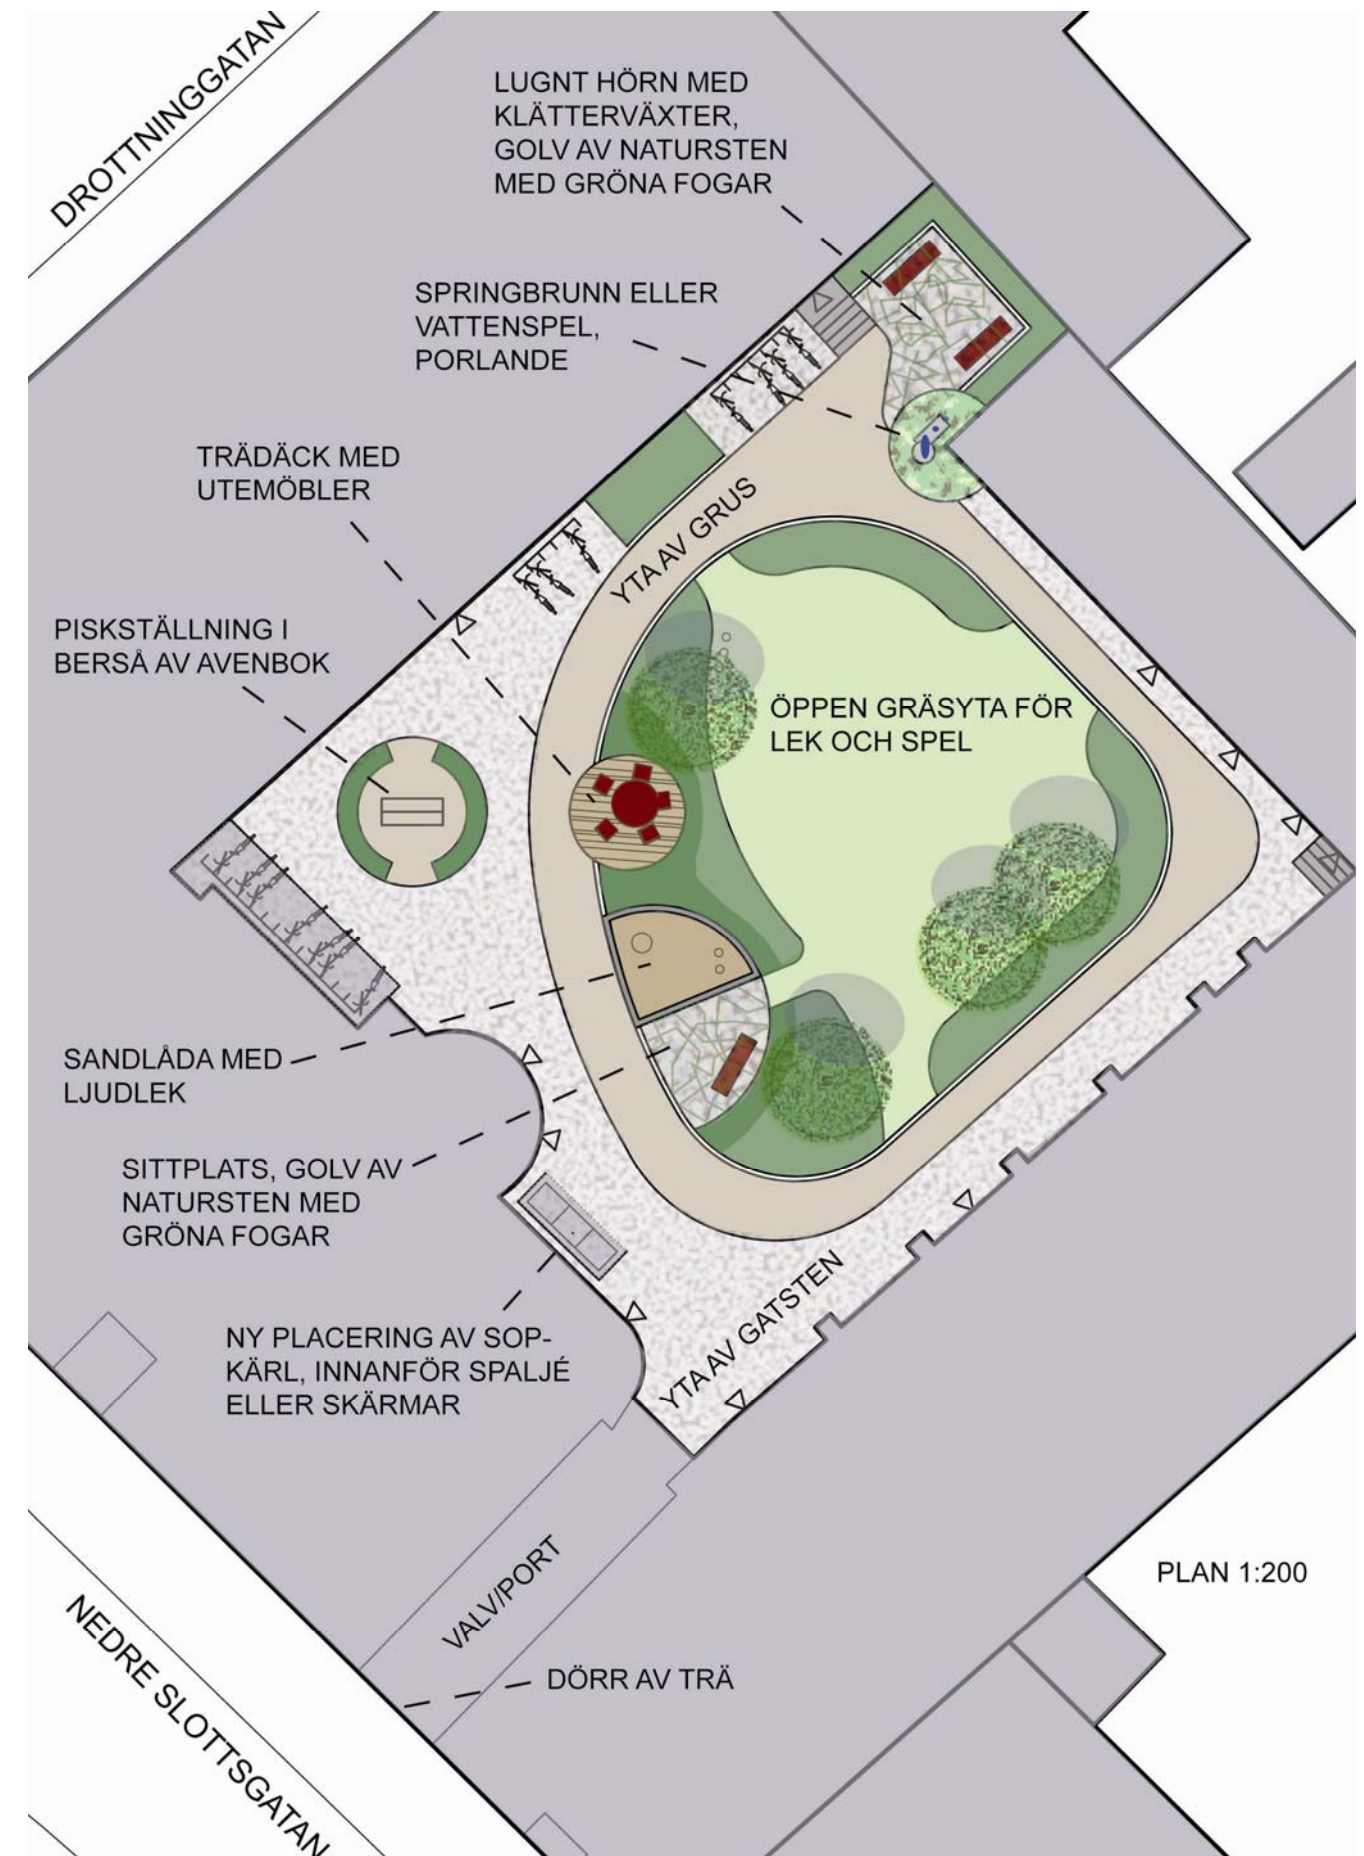 DROTTNINGGATAN
LUGNT HÖRN MED
KLÄTTERVÄXTER,
GOLV AV NATURSTEN
MED GRÖNA FOGAR
SPRINGBRUNN ELLER
VATTENSPEL,
PORLANDE
TRÄDÄCK MED
UTEMÖBLER
YTA AV GRUS
PISKSTÄLLNING I
BERSÅ AV AVENBOK
ÖPPEN GRÄSYTA FÖR
LEK OCH SPEL
SANDLÅDA MED
LJUDLEK
SITTPLATS, GOLV AV
NATURSTEN MED
GRÖNA FOGAR
NY PLACERING AV SOP-
KÄRL, INNANFÖR SPALJÉ
ELLER SKÄRMAR
YTA AV GATSTEN
VALV/PORT
PLAN 1:200
DÖRR AV TRÄ
NEDRE SLOTTSGATAN